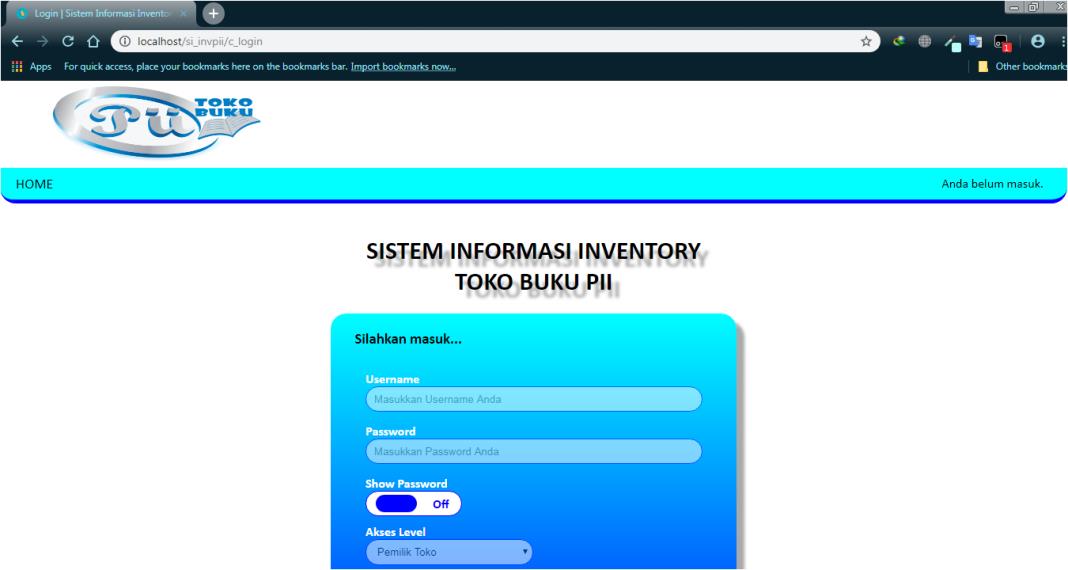 Login | Sistem Informasi Invento
localhost/si_invpii/c_login
1
Apps For quick access, place your bookmarks here on the bookmarks bar. Import bookmarks now... Other bookmarks
TOKO
BUKU
HOME Anda belum masuk.
SISTEM INFORMASI INVENTORY
TOKO BUKU PII
Silahkan masuk...
Username
Masukkan Username Anda
Password
Masukkan Password Anda
Show Password
Off
Akses Level
Pemilik Toko